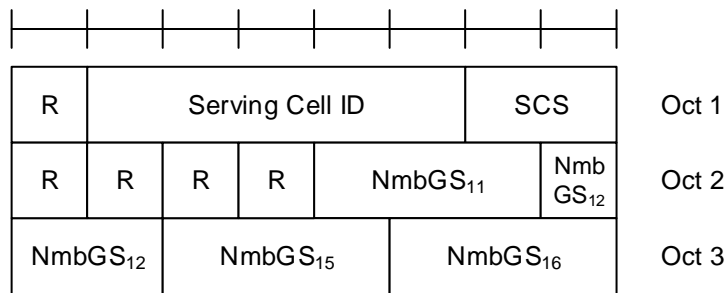 R Serving Cell ID SCS Oct 1
R R R R NmbGS₁₁ Nmb GS₁₂ Oct 2
NmbGS₁₂ NmbGS₁₅ NmbGS₁₆ Oct 3